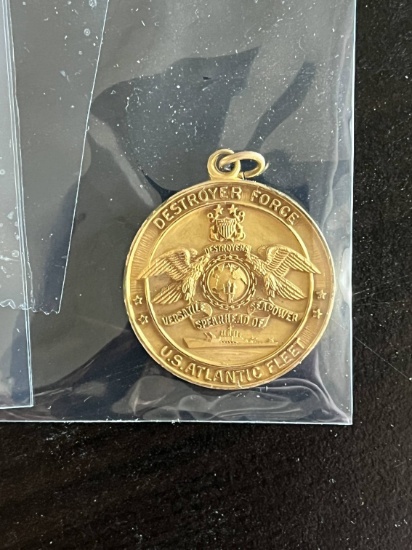 DESTROYER FORCE
DESTROYERS
VERSATILE SEAPOWER
SPEARHEAD OF
U.S. ATLANTIC FLEET